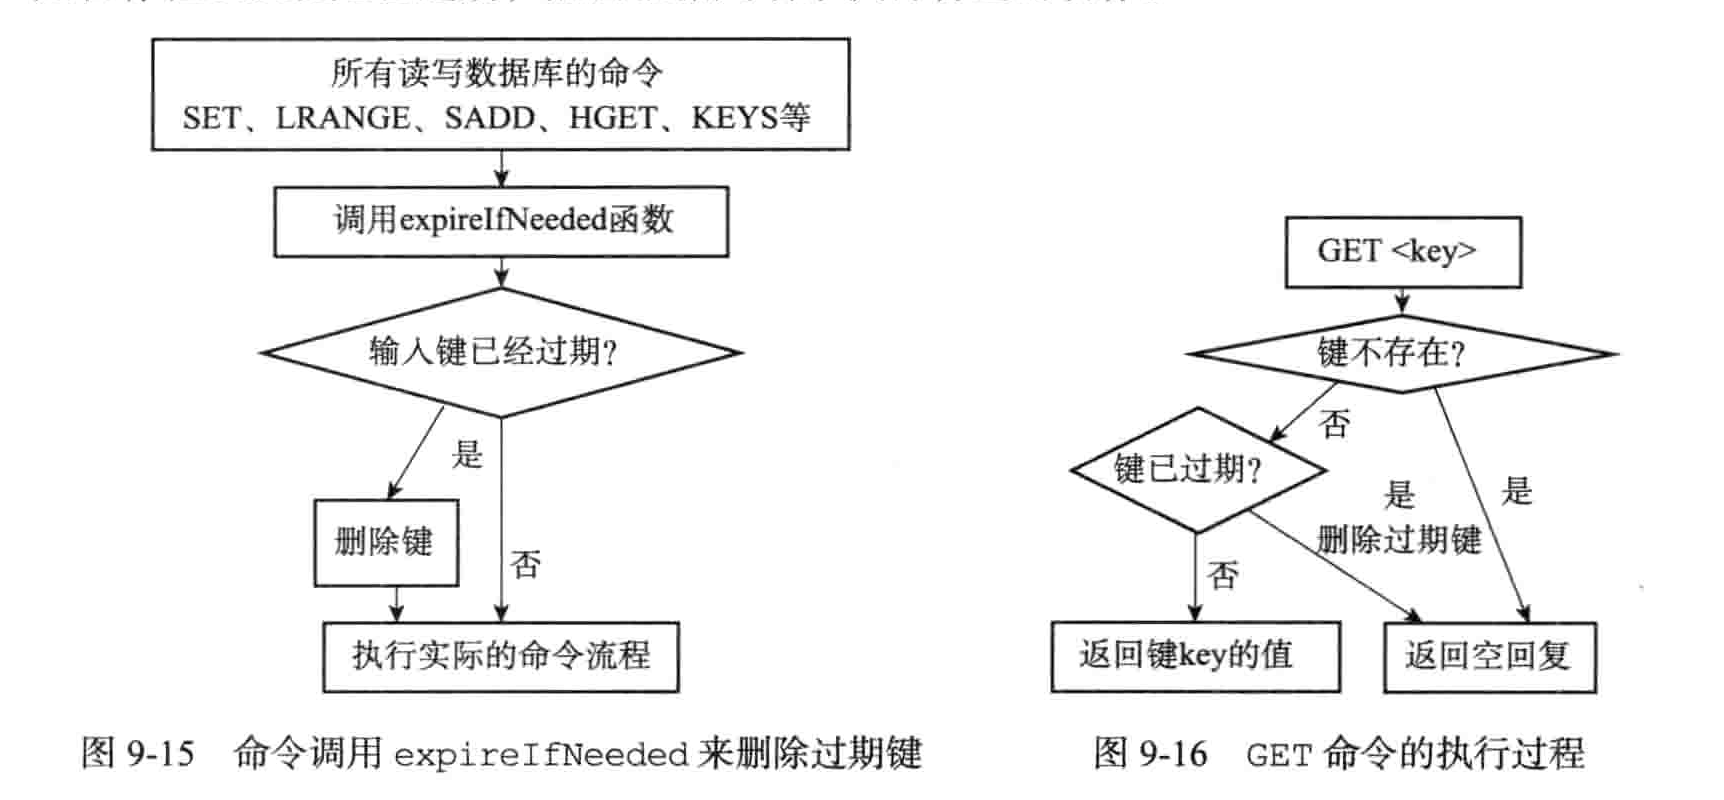 所有读写数据库的命令
SET、LRANGE、SADD、HGET、KEYS等
调用expireIfNeeded函数
输入键已经过期?
是
删除键
否
执行实际的命令流程
图 9-15 命令调用 expireIfNeeded 来删除过期键
GET <key>
键不存在?
否
键已过期?
是
是
删除过期键
否
返回键key的值
返回空回复
图 9-16 GET 命令的执行过程